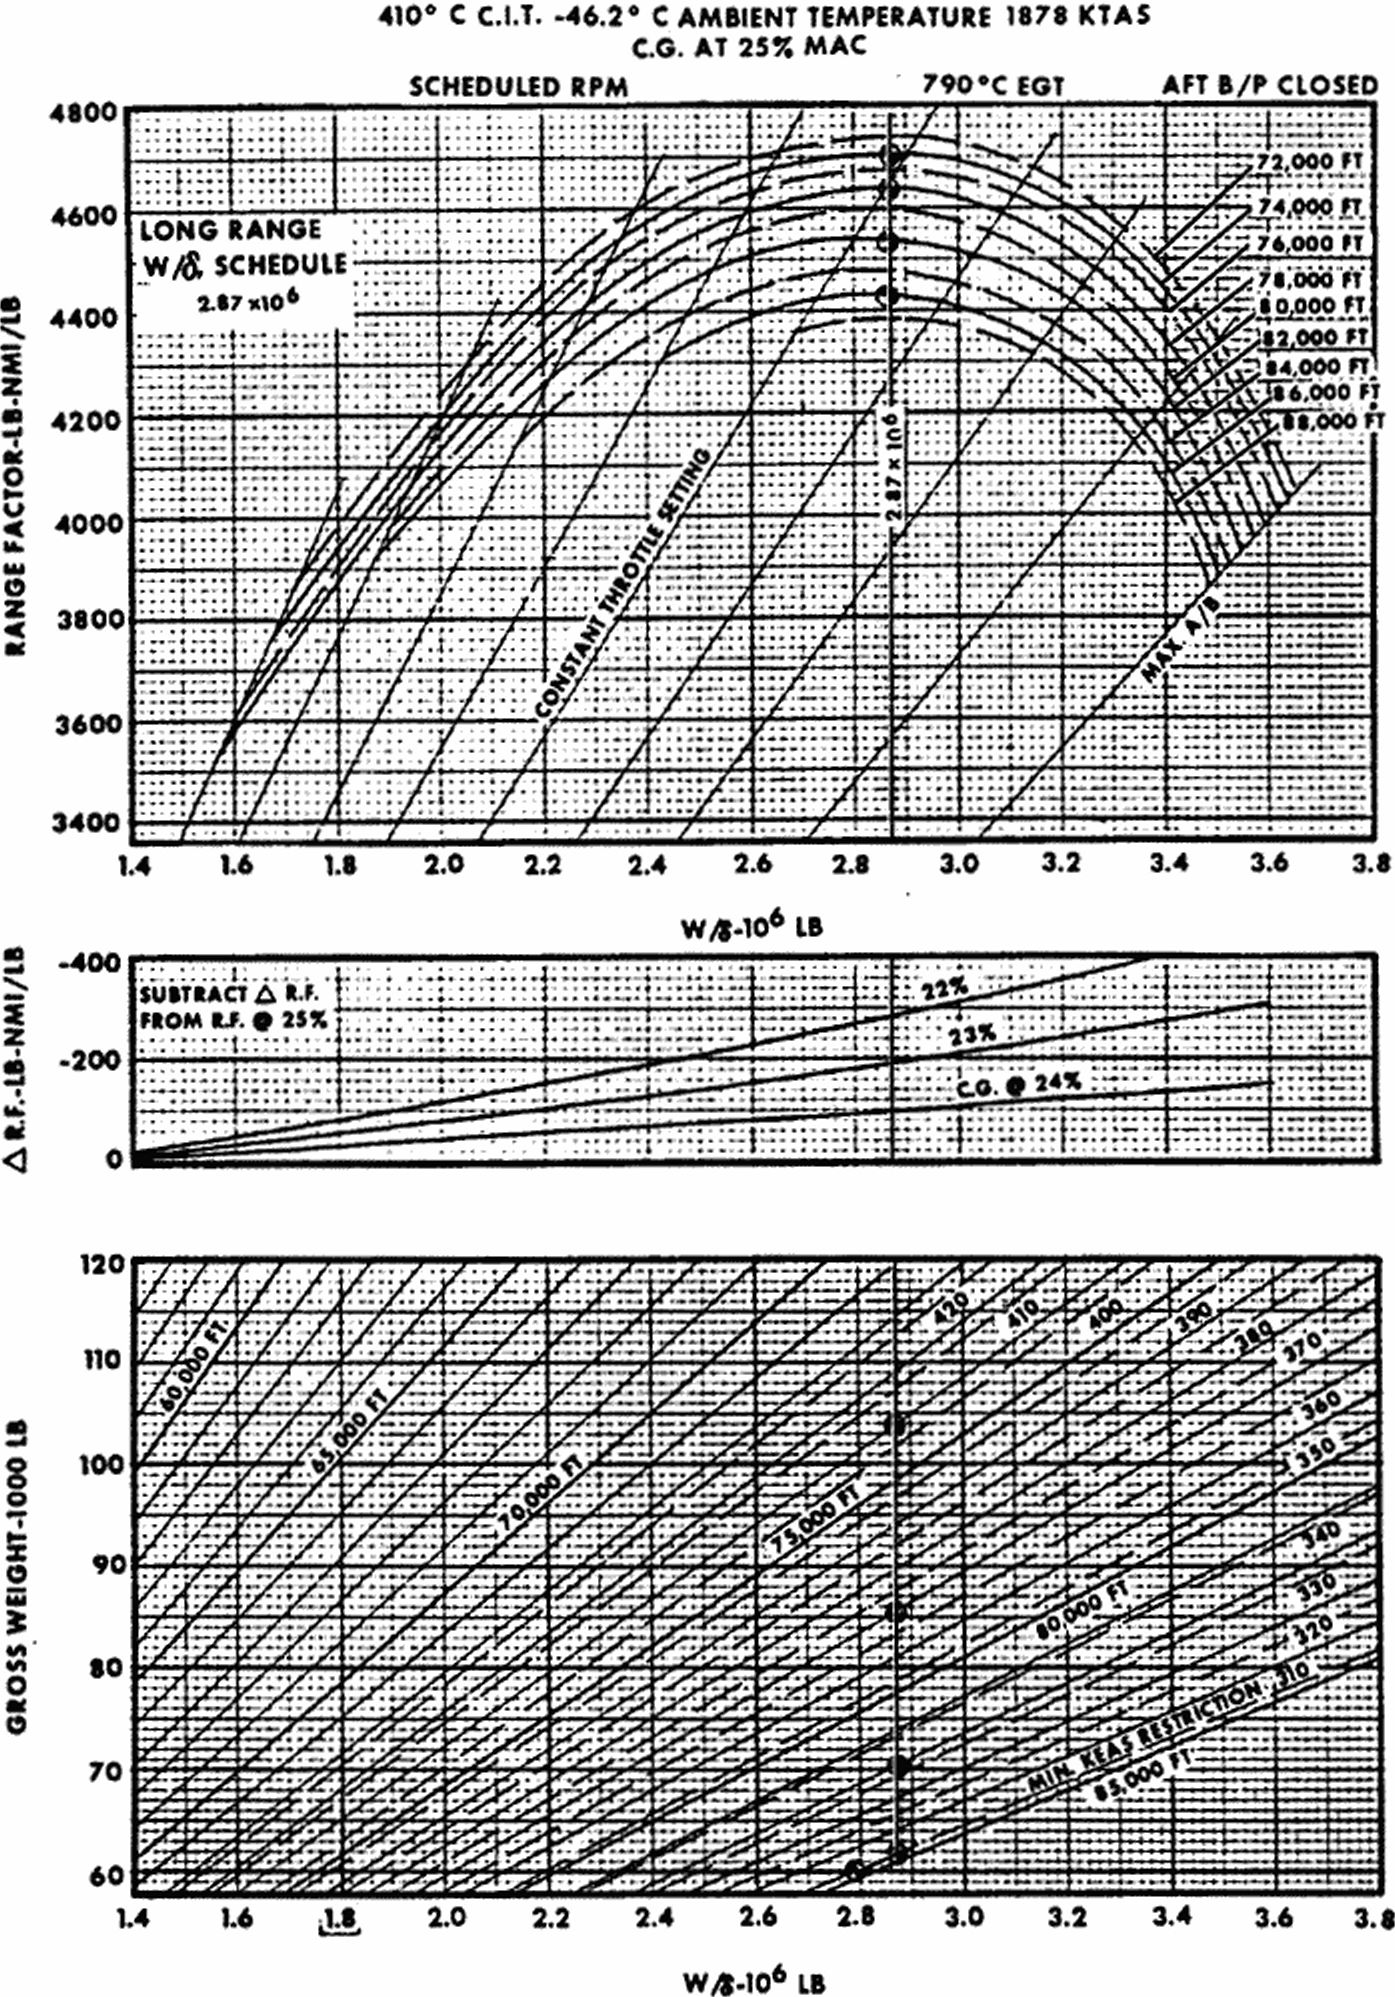 410° C C.I.T. -46.2° C AMBIENT TEMPERATURE 1878 KTAS
C.G. AT 25% MAC
SCHEDULED RPM 790°C EGT AFT B/P CLOSED
RANGE FACTOR-LB-NMI/LB
4800
4600
4400
4200
4000
3800
3600
3400
LONG RANGE
W/δ, SCHEDULE
2.87 x10⁶
72,000 FT
74,000 FT
76,000 FT
78,000 FT
80,000 FT
82,000 FT
84,000 FT
86,000 FT
88,000 FT
CONSTANT THROTTLE SETTING
2.87 x 10⁶
MAX. A/B
1.4 1.6 1.8 2.0 2.2 2.4 2.6 2.8 3.0 3.2 3.4 3.6 3.8
W/δ-10⁶ LB
Δ R.F.-LB-NMI/LB
-400
-200
0
SUBTRACT Δ R.F.
FROM R.F. @ 25%
22%
23%
C.G. @ 24%
GROSS WEIGHT-1000 LB
120
110
100
90
80
70
60
60,000 FT
65,000 FT
70,000 FT
75,000 FT
80,000 FT
85,000 FT
420
410
400
390
380
370
360
350
340
330
320
MIN. KEAS RESTRICTION 310
1.4 1.6 1.8 2.0 2.2 2.4 2.6 2.8 3.0 3.2 3.4 3.6 3.8
W/δ-10⁶ LB